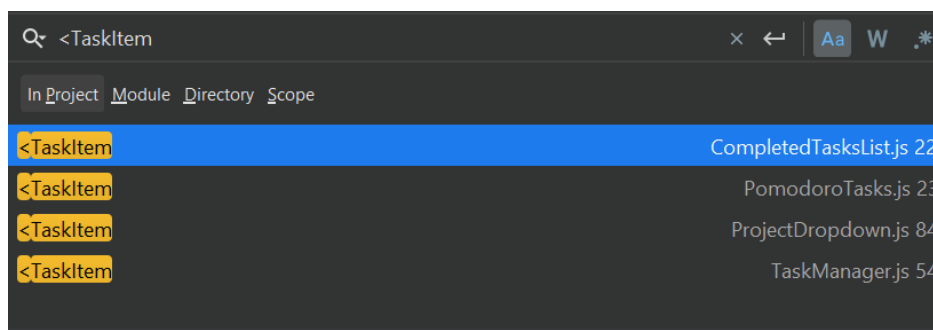 <TaskItem Aa W .*
In Project Module Directory Scope
<TaskItem CompletedTasksList.js 22
<TaskItem PomodoroTasks.js 23
<TaskItem ProjectDropdown.js 84
<TaskItem TaskManager.js 54